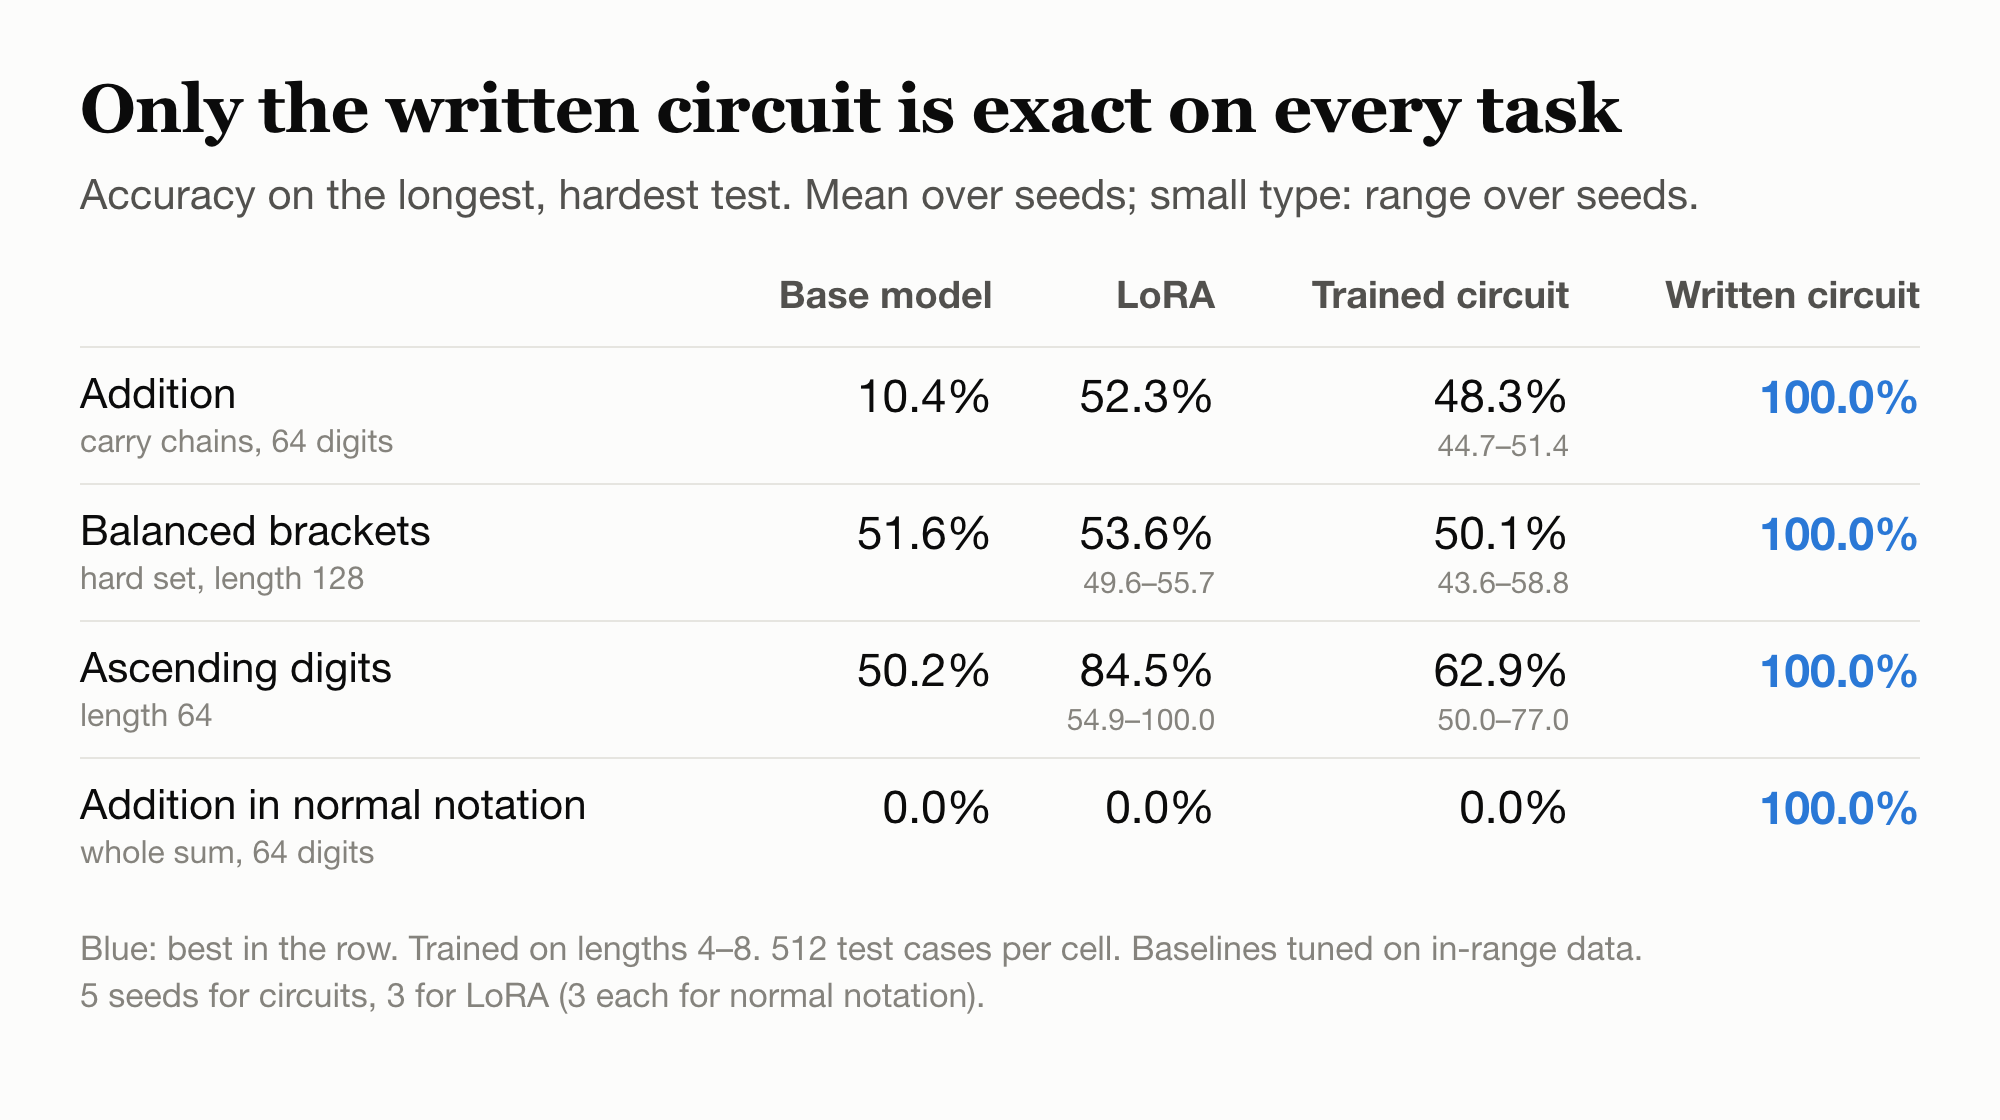 Only the written circuit is exact on every task
Accuracy on the longest, hardest test. Mean over seeds; small type: range over seeds.
Base model LoRA Trained circuit Written circuit
Addition 10.4% 52.3% 48.3% 100.0%
carry chains, 64 digits 44.7–51.4
Balanced brackets 51.6% 53.6% 50.1% 100.0%
hard set, length 128 49.6–55.7 43.6–58.8
Ascending digits 50.2% 84.5% 62.9% 100.0%
length 64 54.9–100.0 50.0–77.0
Addition in normal notation 0.0% 0.0% 0.0% 100.0%
whole sum, 64 digits
Blue: best in the row. Trained on lengths 4–8. 512 test cases per cell. Baselines tuned on in-range data.
5 seeds for circuits, 3 for LoRA (3 each for normal notation).